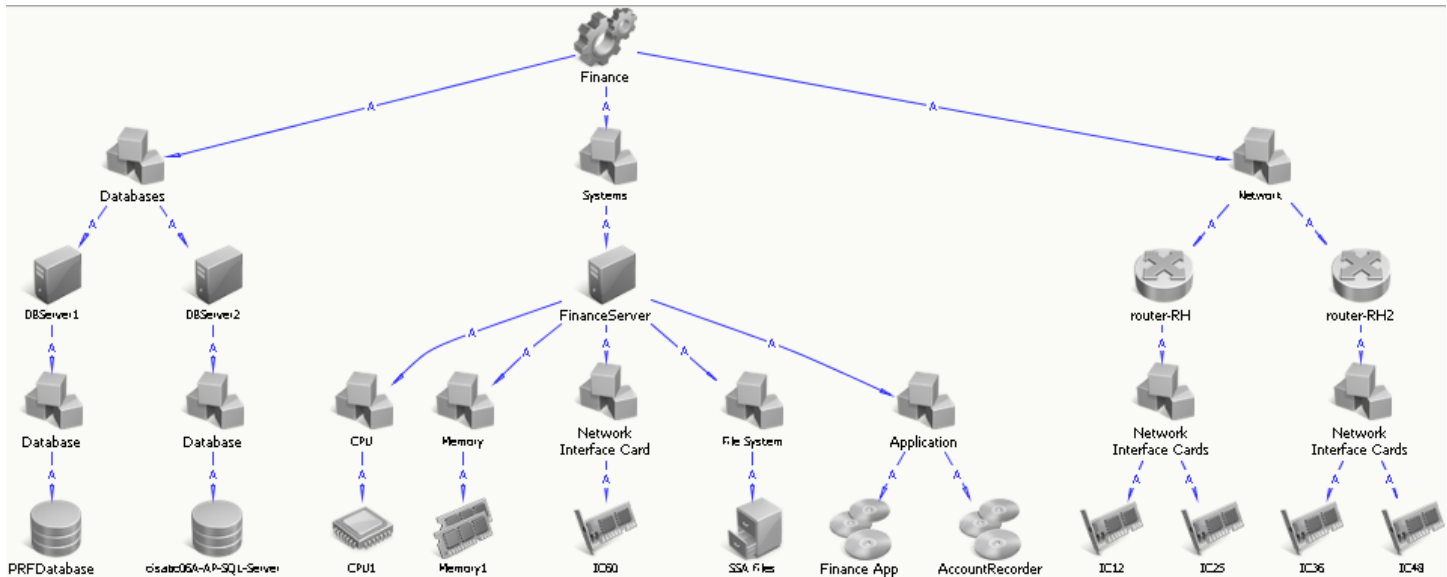 Finance
A
A
A
Databases
Systems
Network
A
A
A
A
A
DBServer1
DBServer2
FinanceServer
router-RH
router-RH2
A
A
A
A
A
A
A
A
A
Database
Database
CPU
Memory
Network
Interface Card
File System
Application
Network
Interface Cards
Network
Interface Cards
A
A
A
A
A
A
A
A
A
A
A
A
PRFDatabase
CPU1
Memory1
IC60
SSA Files
Finance App
AccountRecorder
IC12
IC25
IC36
IC48